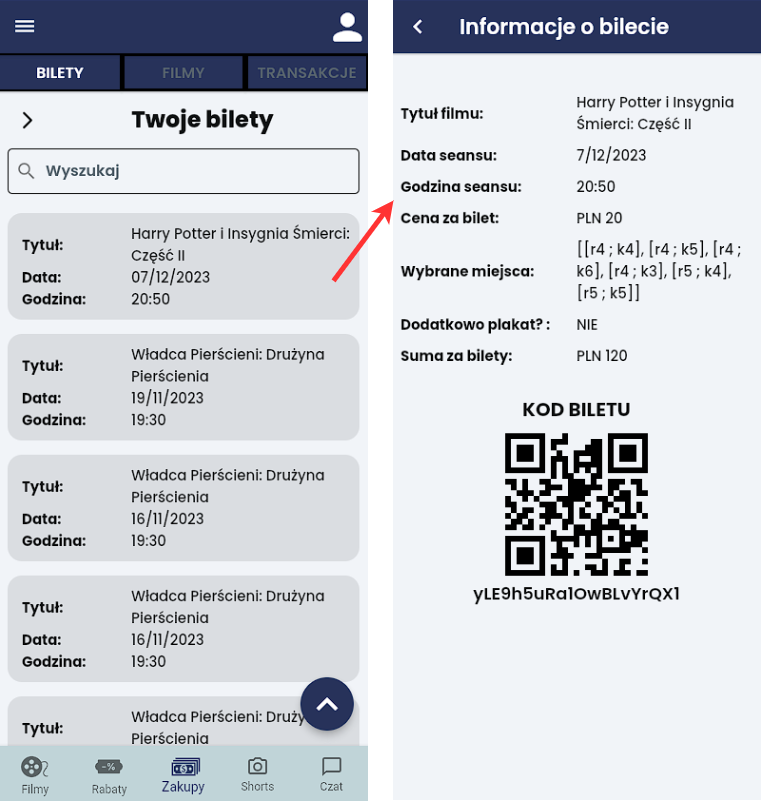 BILETY FILMY TRANSAKCJE
Twoje bilety
Wyszukaj
Tytuł: Harry Potter i Insygnia Śmierci:
Część II
Data: 07/12/2023
Godzina: 20:50
Tytuł: Władca Pierścieni: Drużyna
Pierścienia
Data: 19/11/2023
Godzina: 19:30
Tytuł: Władca Pierścieni: Drużyna
Pierścienia
Data: 16/11/2023
Godzina: 19:30
Tytuł: Władca Pierścieni: Drużyna
Pierścienia
Data: 16/11/2023
Godzina: 19:30
Tytuł: Władca Pierścieni: Drużyna
Pierścienia
Filmy Rabaty Zakupy Shorts Czat
Informacje o bilecie
Tytuł filmu: Harry Potter i Insygnia
Śmierci: Część II
Data seansu: 7/12/2023
Godzina seansu: 20:50
Cena za bilet: PLN 20
Wybrane miejsca: [[r4 ; k4], [r4 ; k5], [r4 ;
k6], [r4 ; k3], [r5 ; k4],
[r5 ; k5]]
Dodatkowo plakat? : NIE
Suma za bilety: PLN 120
KOD BILETU
yLE9h5uRa1OwBLvYrQX1